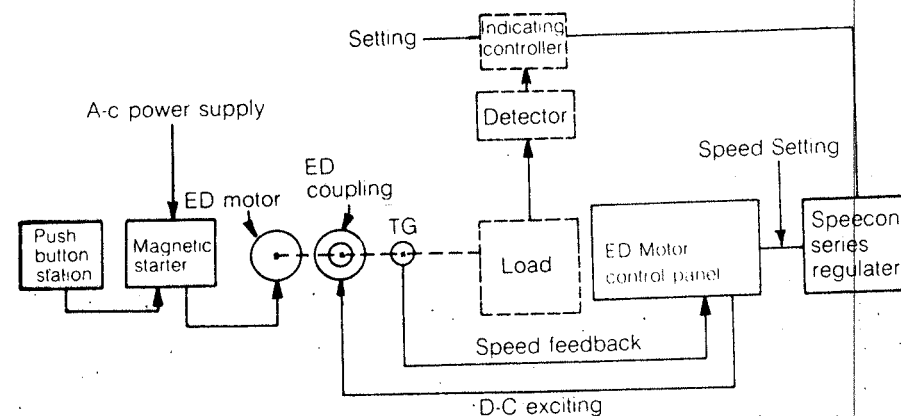 Setting
Indicating
controller
A-c power supply
Detector
Speed Setting
ED
coupling
ED motor
TG
Push
button
station
Magnetic
starter
Load
ED Motor
control panel
Speecon
series
regulater
Speed feedback
D-C exciting